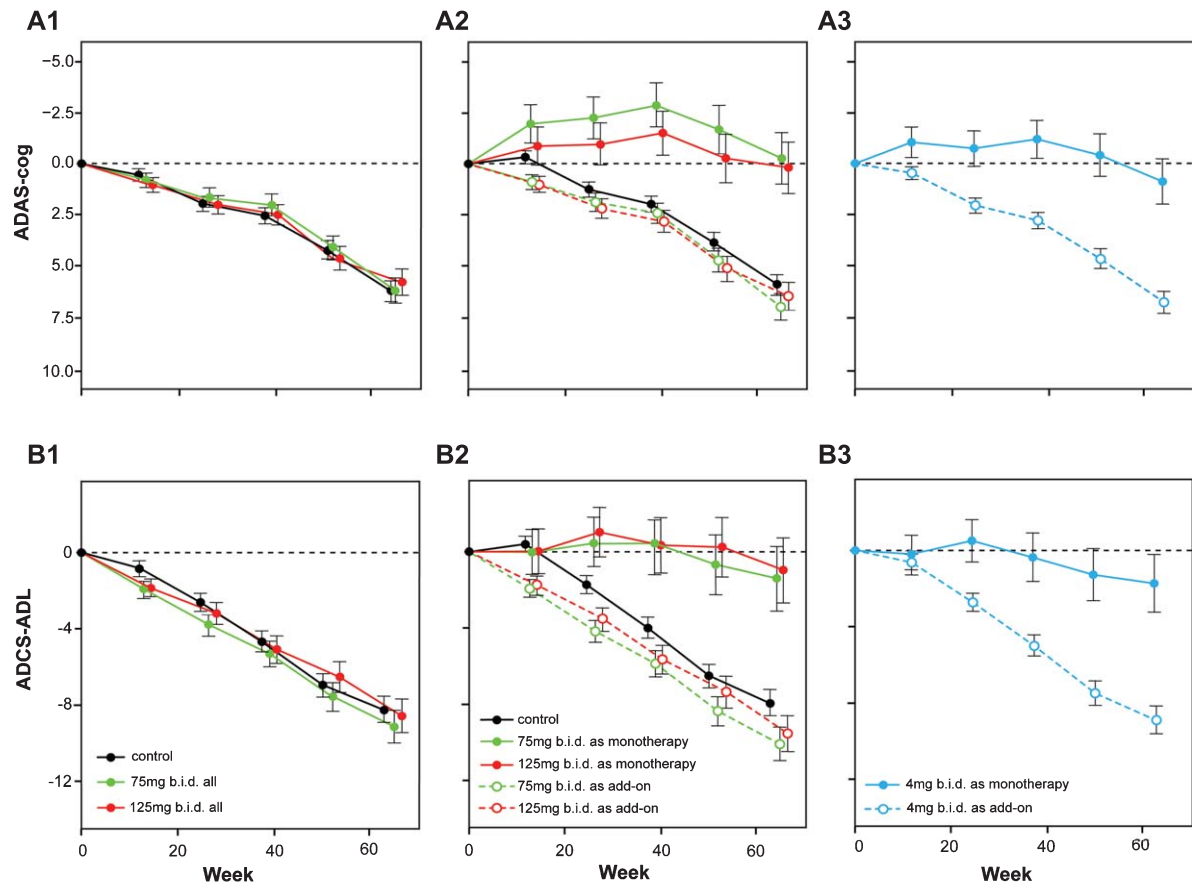 A1
A2
A3
ADAS-cog
−5.0
−2.5
0.0
2.5
5.0
7.5
10.0
B1
B2
B3
ADCS-ADL
0
-4
-8
-12
control
75mg b.i.d. all
125mg b.i.d. all
control
75mg b.i.d. as monotherapy
125mg b.i.d. as monotherapy
75mg b.i.d. as add-on
125mg b.i.d. as add-on
4mg b.i.d. as monotherapy
4mg b.i.d. as add-on
0 20 40 60
0 20 40 60
0 20 40 60
Week
Week
Week